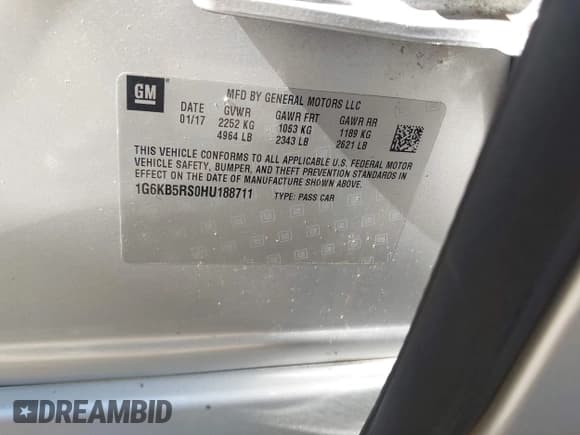 GM
MFD BY GENERAL MOTORS LLC
DATE GVWR GAWR FRT GAWR RR
01/17 2252 KG 1063 KG 1189 KG
4964 LB 2343 LB 2621 LB
THIS VEHICLE CONFORMS TO ALL APPLICABLE U.S. FEDERAL MOTOR
VEHICLE SAFETY, BUMPER, AND THEFT PREVENTION STANDARDS IN
EFFECT ON THE DATE OF MANUFACTURE SHOWN ABOVE.
1G6KB5RS0HU188711 TYPE: PASS CAR
DREAMBID